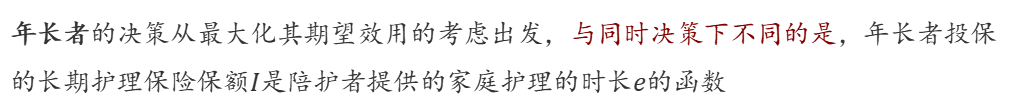 年长者的决策从最大化其期望效用的考虑出发，与同时决策下不同的是，年长者投保
的长期护理保险保额I是陪护者提供的家庭护理的时长e的函数